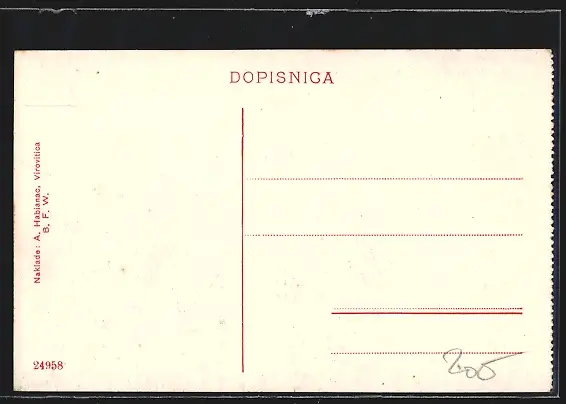 DOPISNICA
Naklada: A. Habianac, Virovitica
B. F. W.
24958
200